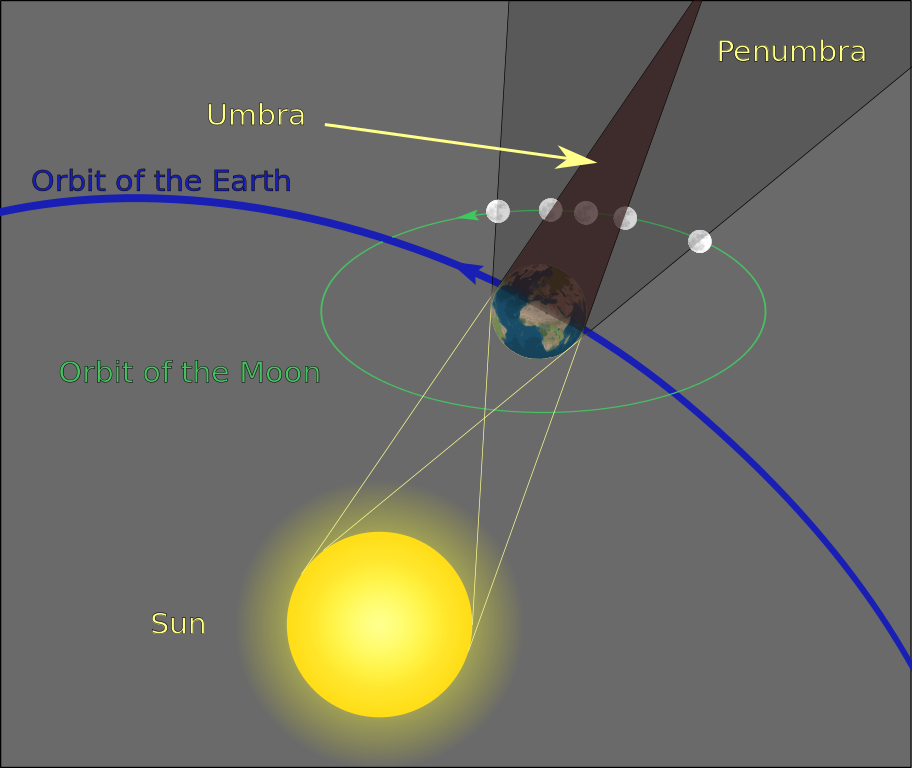 Penumbra
Umbra
Orbit of the Earth
Orbit of the Moon
Sun